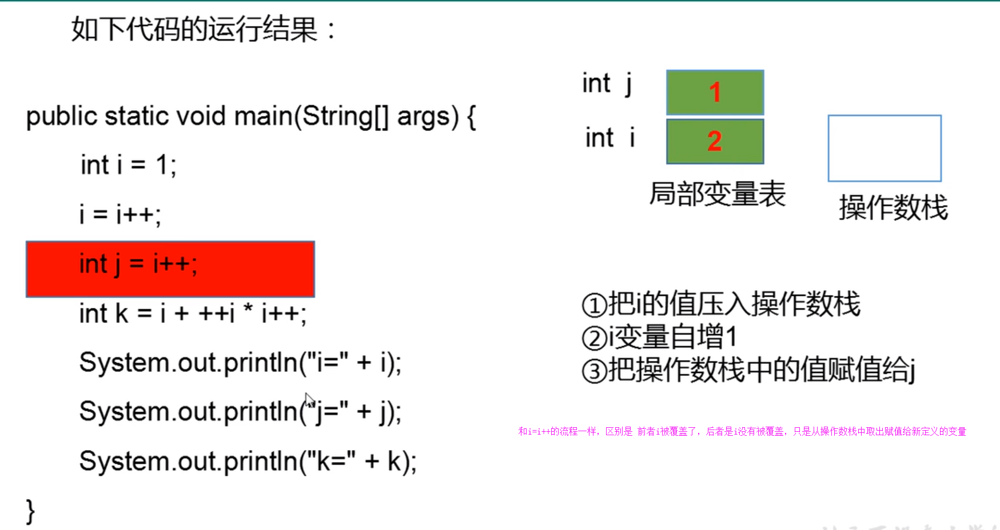 如下代码的运行结果：
public static void main(String[] args) {
int i = 1;
i = i++;
int j = i++;
int k = i + ++i * i++;
System.out.println("i=" + i);
System.out.println("j=" + j);
System.out.println("k=" + k);
}
int j
1
int i
2
局部变量表
操作数栈
①把i的值压入操作数栈
②i变量自增1
③把操作数栈中的值赋值给j
和i=i++的流程一样，区别是 前者i被覆盖了，后者是i没有被覆盖，只是从操作数栈中取出赋值给新定义的变量